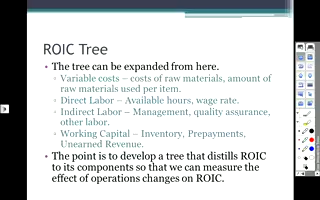 ROIC Tree
• The tree can be expanded from here.
▫ Variable costs – costs of raw materials, amount of
raw materials used per item.
▫ Direct Labor – Available hours, wage rate.
▫ Indirect Labor – Management, quality assurance,
other labor.
▫ Working Capital – Inventory, Prepayments,
Unearned Revenue.
• The point is to develop a tree that distills ROIC
to its components so that we can measure the
effect of operations changes on ROIC.